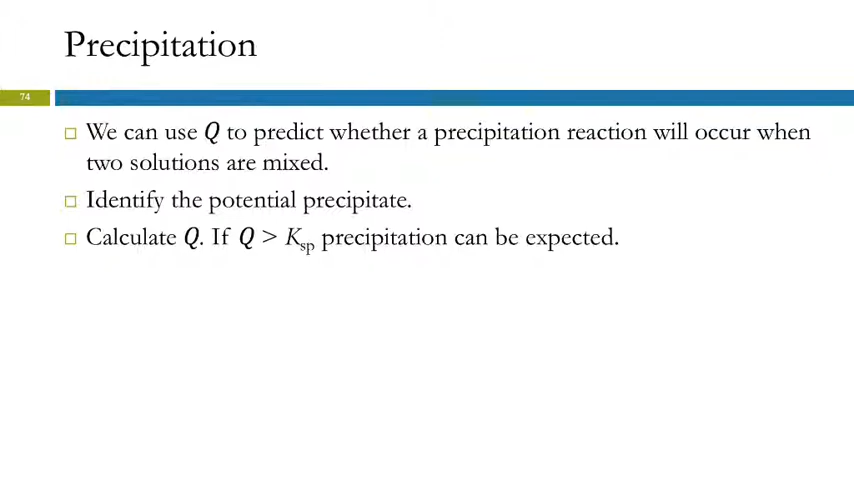 Precipitation
74
We can use Q to predict whether a precipitation reaction will occur when
two solutions are mixed.
Identify the potential precipitate.
Calculate Q. If Q > Ksp precipitation can be expected.